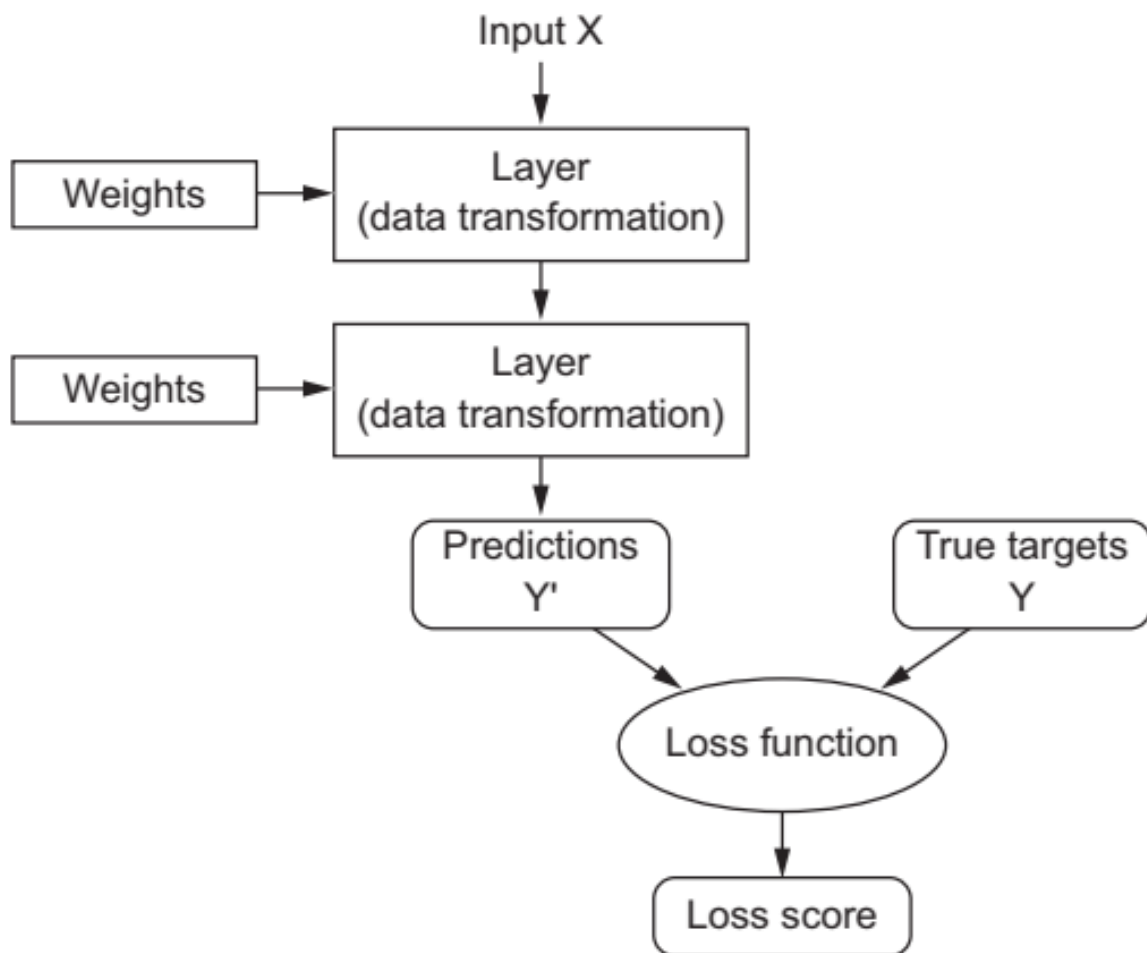 Input X
Weights
Layer
(data transformation)
Weights
Layer
(data transformation)
Predictions
Y'
True targets
Y
Loss function
Loss score